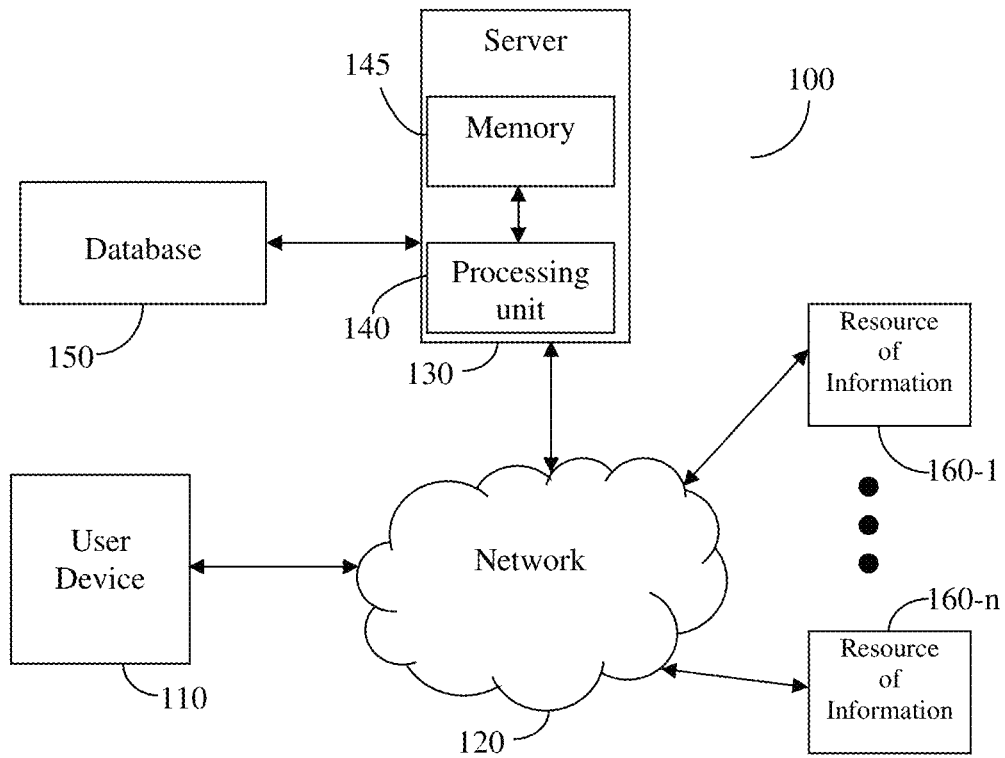 Server
145
100
Memory
Database
Processing
unit
140
150
130
Resource
of
Information
160-1
User
Device
Network
160-n
Resource
of
Information
110
120